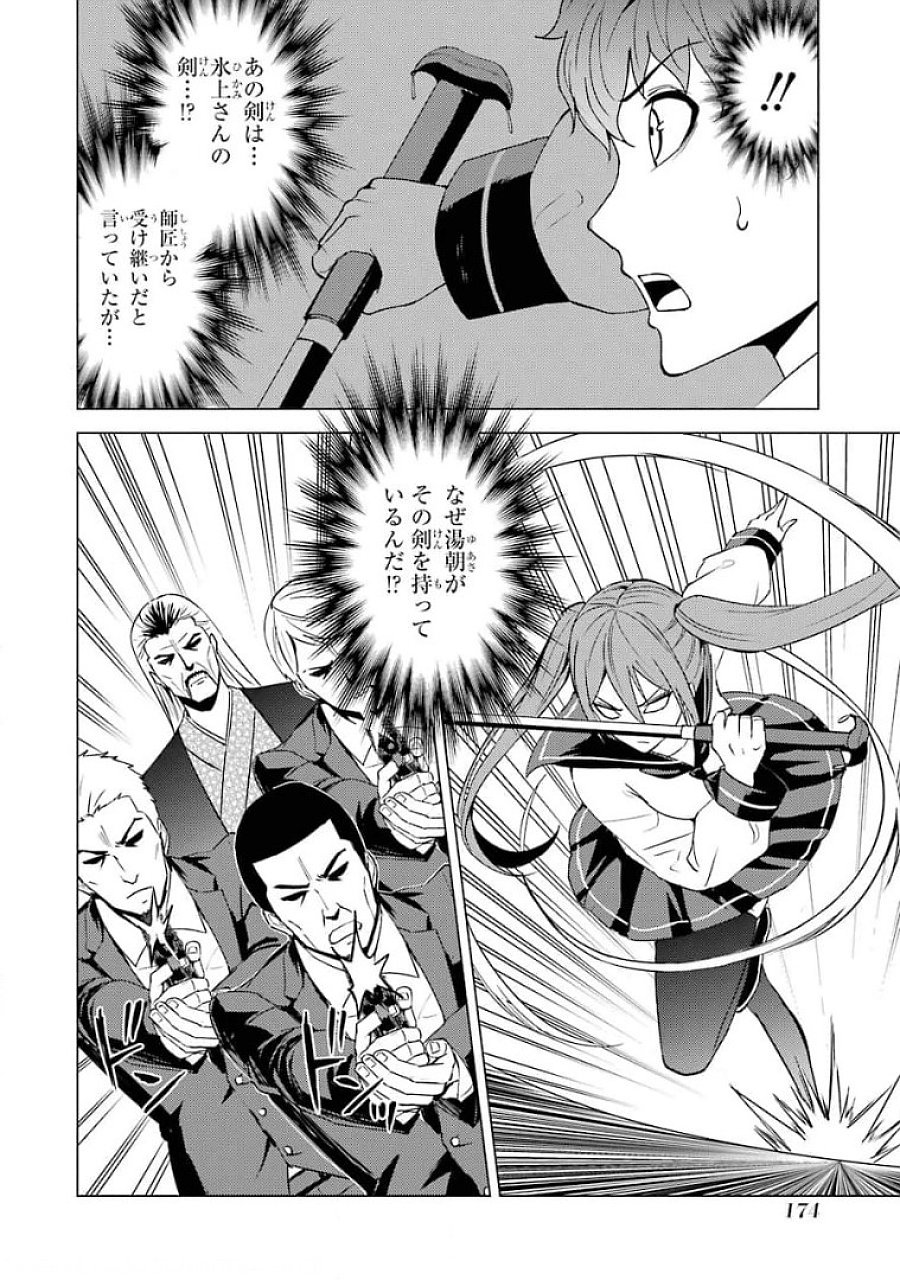 !!
あの剣は…
氷上さんの
剣…!?
師匠から
受け継いだと
言っていたが…
なぜ湯朝が
その剣を持って
いるんだ!?
ドン
ドン
174